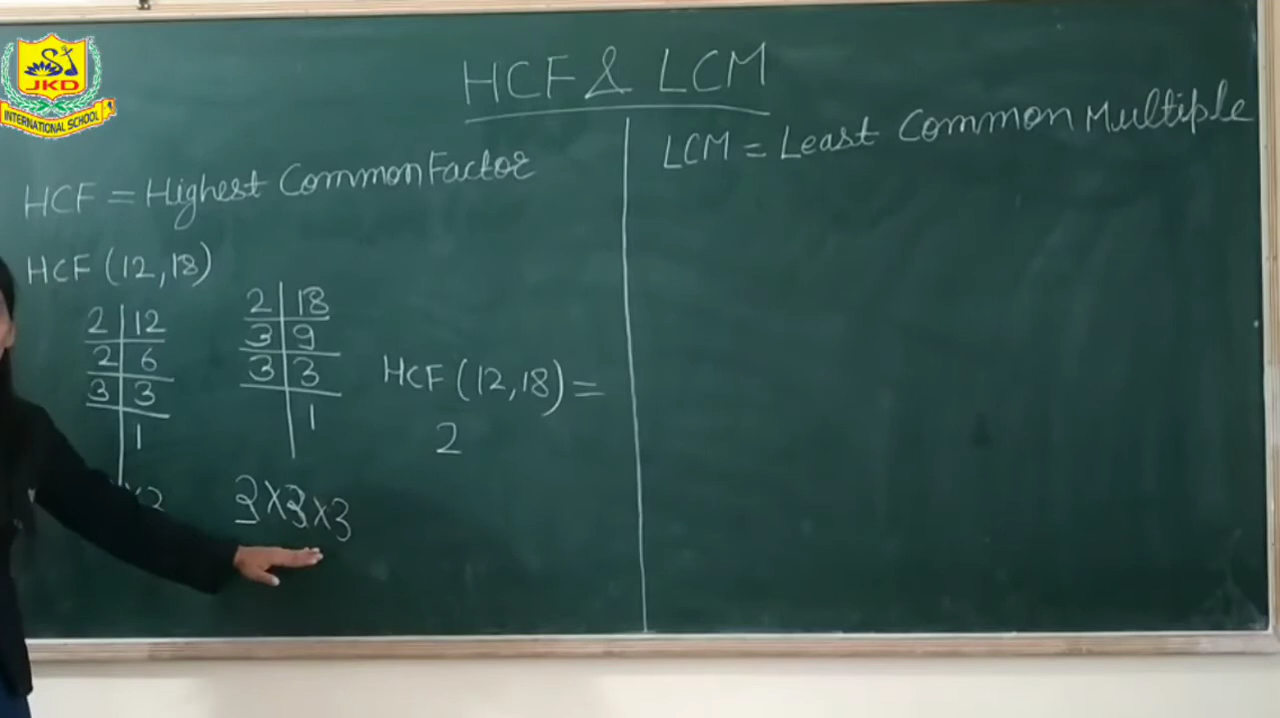 JKD
INTERNATIONAL SCHOOL
HCF & LCM
HCF = Highest Common Factor
HCF (12,18)
2 | 12
2 | 6
3 | 3
1
2 | 18
3 | 9
3 | 3
1
3x3x3
HCF (12,18) =
2
LCM = Least Common Multiple